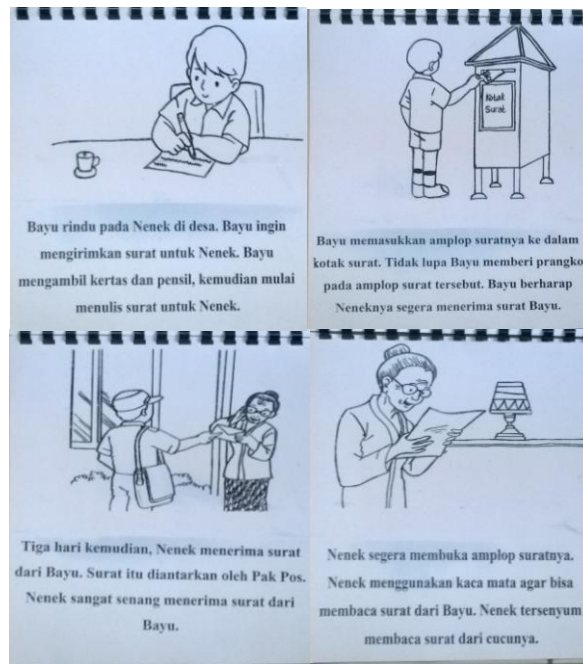 Bayu rindu pada Nenek di desa. Bayu ingin
mengirimkan surat untuk Nenek. Bayu
mengambil kertas dan pensil, kemudian mulai
menulis surat untuk Nenek.
Kotak
Surat
Bayu memasukkan amplop suratnya ke dalam
kotak surat. Tidak lupa Bayu memberi prangko
pada amplop surat tersebut. Bayu berharap
Neneknya segera menerima surat Bayu.
Tiga hari kemudian, Nenek menerima surat
dari Bayu. Surat itu diantarkan oleh Pak Pos.
Nenek sangat senang menerima surat dari
Bayu.
Nenek segera membuka amplop suratnya.
Nenek menggunakan kaca mata agar bisa
membaca surat dari Bayu. Nenek tersenyum
membaca surat dari cucunya.